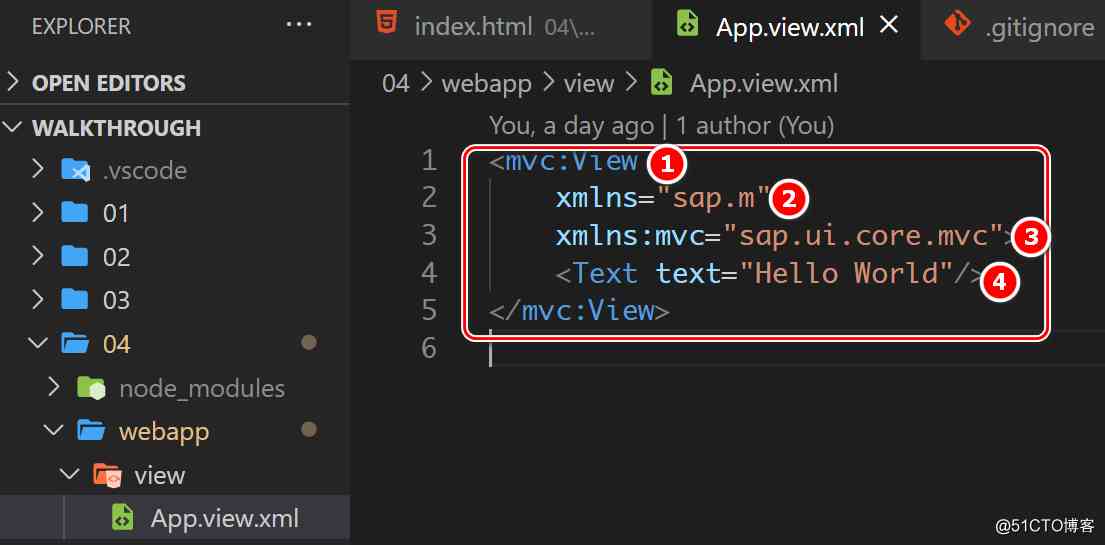 EXPLORER ...
OPEN EDITORS
WALKTHROUGH
.vscode
01
02
03
04
node_modules
webapp
view
App.view.xml
index.html 04\...
App.view.xml
.gitignore
04 > webapp > view > App.view.xml
You, a day ago | 1 author (You)
1 <mvc:View 1
2 xmlns="sap.m" 2
3 xmlns:mvc="sap.ui.core.mvc"> 3
4 <Text text="Hello World"/> 4
5 </mvc:View>
6
@51CTO博客